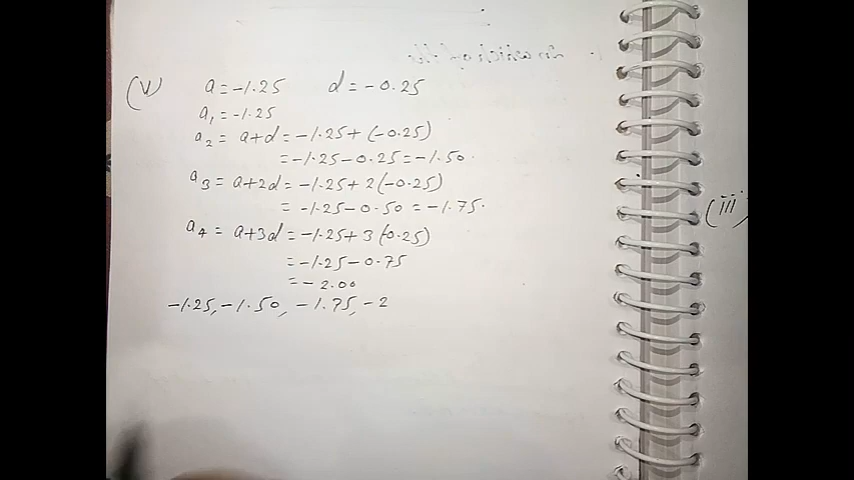 (v) a = -1.25 d = -0.25
a₁ = -1.25
a₂ = a+d = -1.25 + (-0.25)
= -1.25 - 0.25 = -1.50.
a₃ = a+2d = -1.25 + 2(-0.25)
= -1.25 - 0.50 = -1.75.
a₄ = a+3d = -1.25 + 3(-0.25)
= -1.25 - 0.75
= -2.00
-1.25, -1.50, -1.75, -2
(iii)